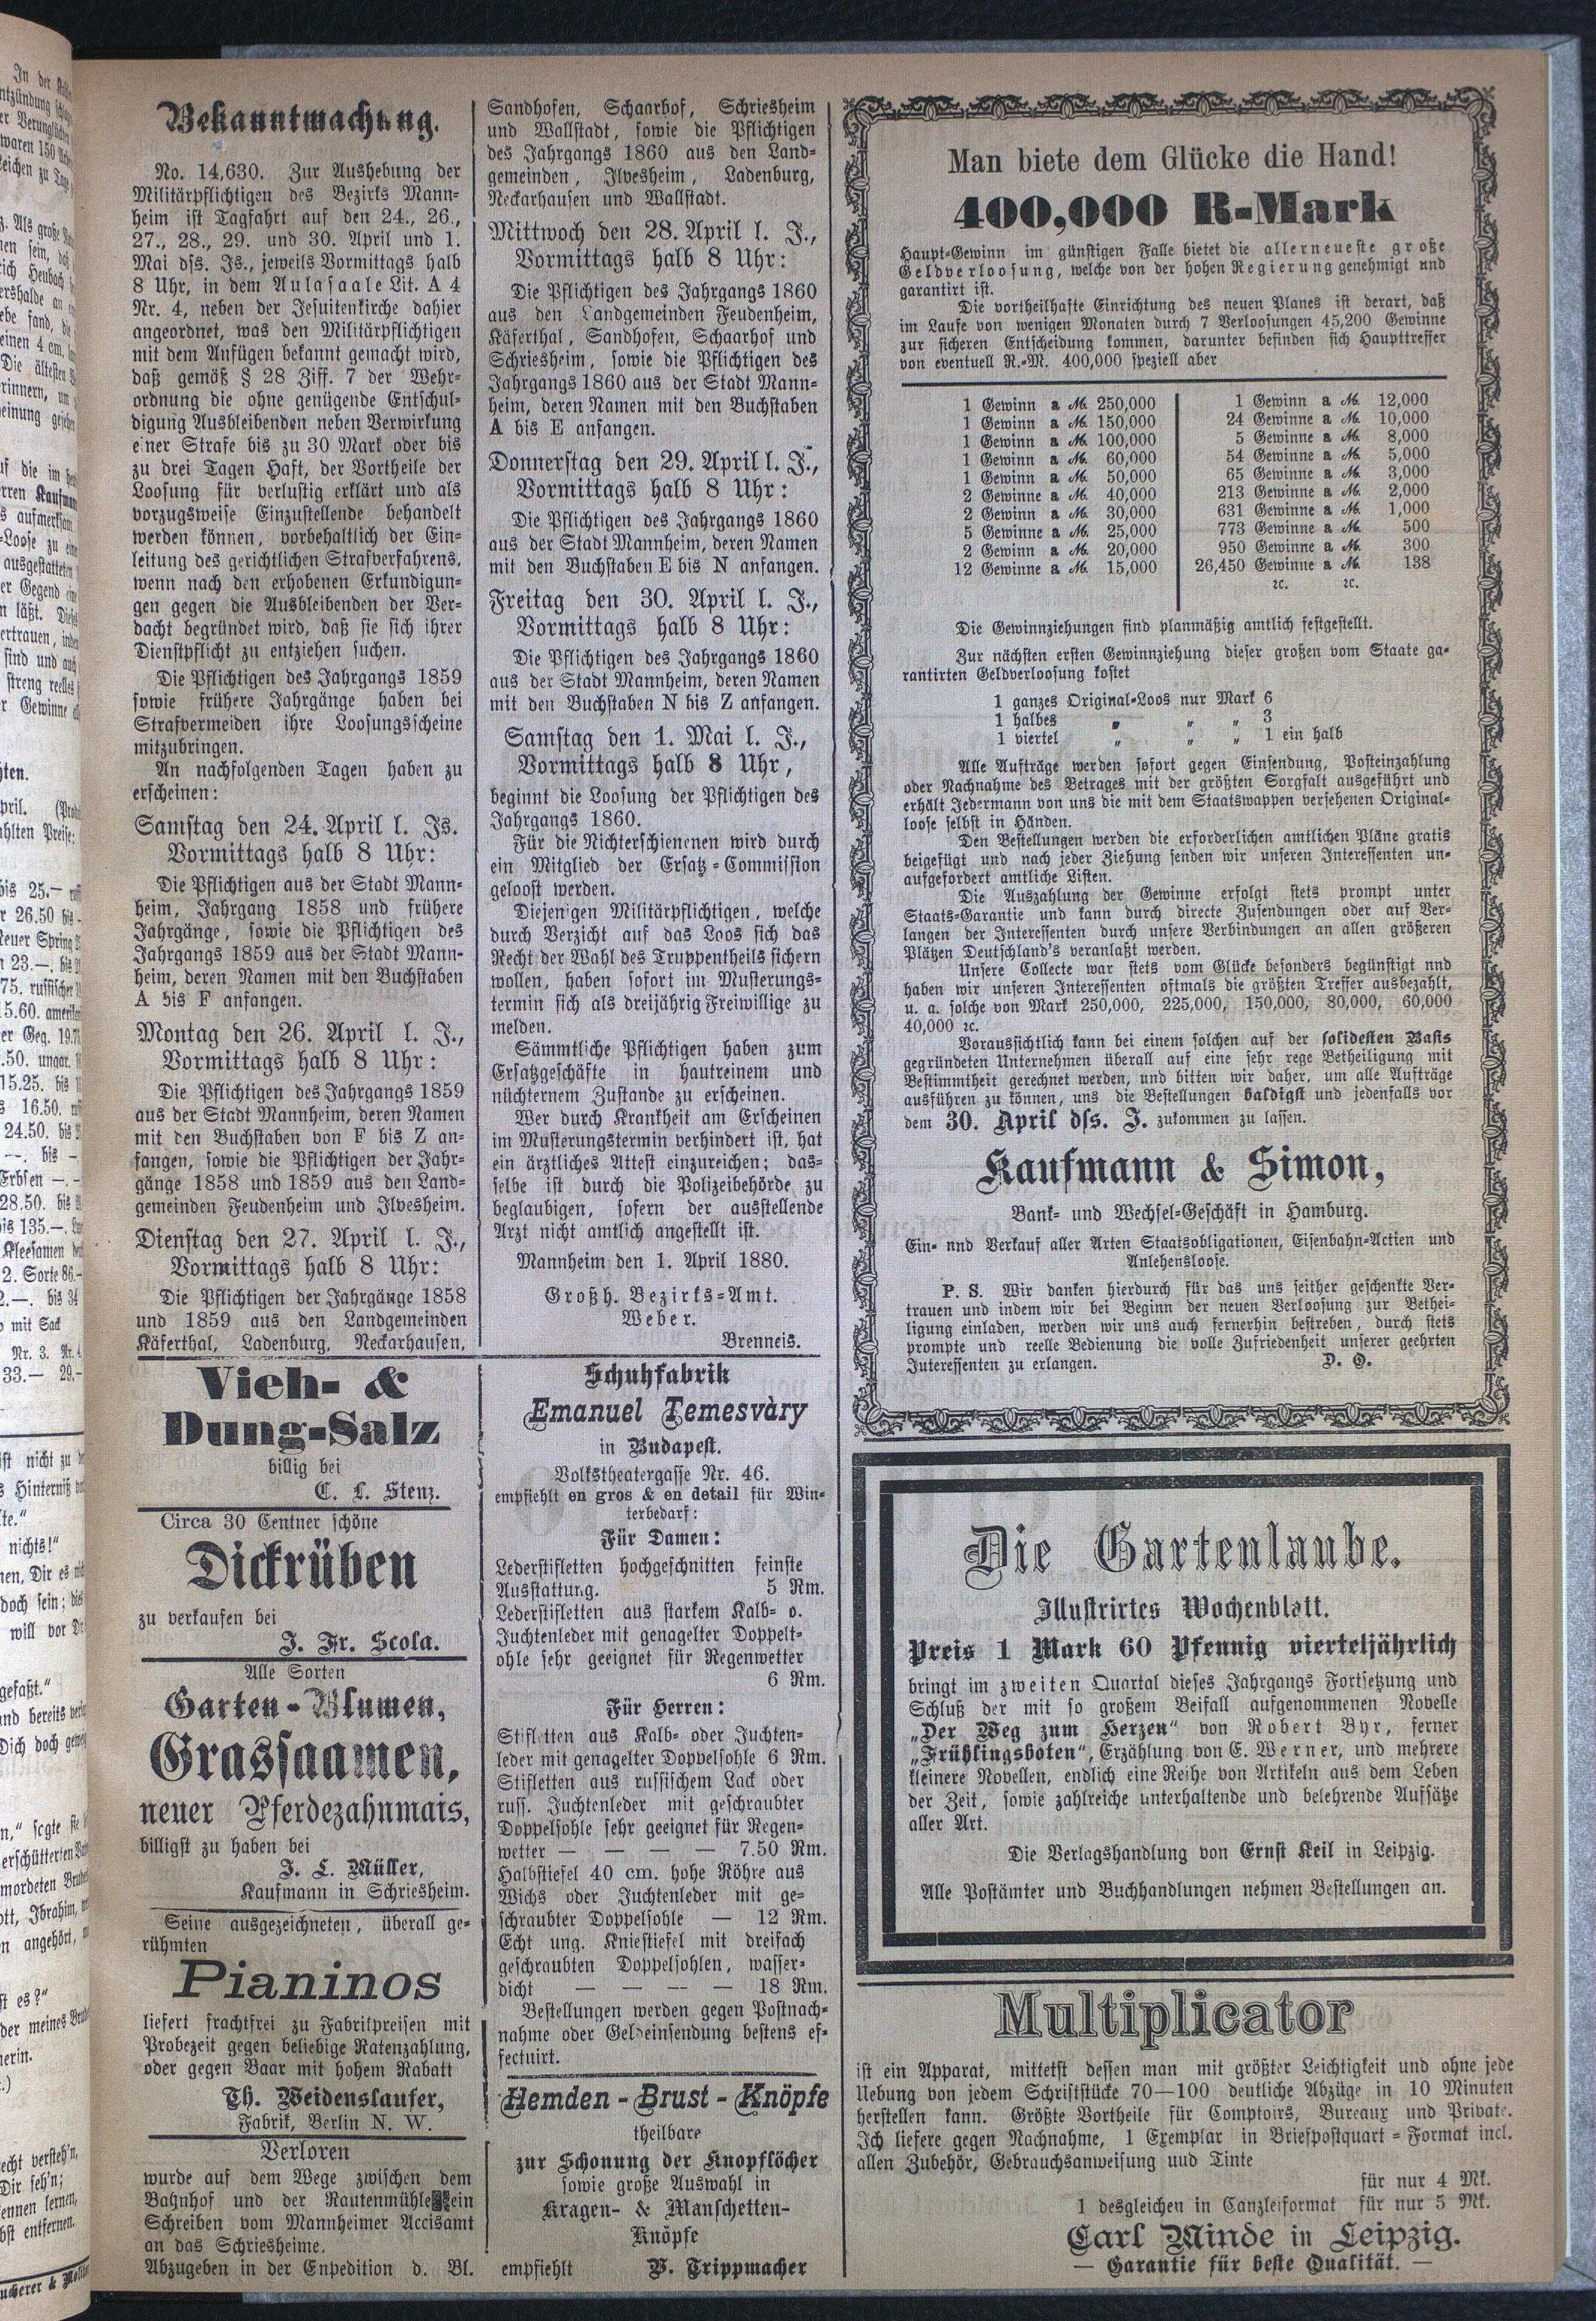 Bekanntmachung.
No. 14,630. Zur Aushebung der
Militärpflichtigen des Bezirks Mann-
heim ist Tagfahrt auf den 24., 26.,
27., 28., 29. und 30. April und 1.
Mai dss. Js., jeweils Vormittags halb
8 Uhr, in dem Aulasaale Lit. A 4
Nr. 4, neben der Jesuitenkirche dahier
angeordnet, was den Militärpflichtigen
mit dem Anfügen bekannt gemacht wird,
daß gemäß § 28 Ziff. 7 der Wehr-
ordnung die ohne genügende Entschul-
digung Ausbleibenden neben Verwirkung
einer Strafe bis zu 30 Mark oder bis
zu drei Tagen Haft, der Vortheile der
Loosung für verlustig erklärt und als
vorzugsweise Einzustellende behandelt
werden können, vorbehaltlich der Ein-
leitung des gerichtlichen Strafverfahrens,
wenn nach den erhobenen Erkundigun-
gen gegen die Ausbleibenden der Ver-
dacht begründet wird, daß sie sich ihrer
Dienstpflicht zu entziehen suchen.
Die Pflichtigen des Jahrgangs 1859
sowie frühere Jahrgänge haben bei
Strafvermeiden ihre Loosungsscheine
mitzubringen.
An nachfolgenden Tagen haben zu
erscheinen:
Samstag den 24. April l. Js.
Vormittags halb 8 Uhr:
Die Pflichtigen aus der Stadt Mann-
heim, Jahrgang 1858 und frühere
Jahrgänge, sowie die Pflichtigen des
Jahrgangs 1859 aus der Stadt Mann-
heim, deren Namen mit den Buchstaben
A bis F anfangen.
Montag den 26. April l. J.,
Vormittags halb 8 Uhr:
Die Pflichtigen des Jahrgangs 1859
aus der Stadt Mannheim, deren Namen
mit den Buchstaben von F bis Z an-
fangen, sowie die Pflichtigen der Jahr-
gänge 1858 und 1859 aus den Land-
gemeinden Feudenheim und Ilvesheim.
Dienstag den 27. April l. J.,
Vormittags halb 8 Uhr:
Die Pflichtigen der Jahrgänge 1858
und 1859 aus den Landgemeinden
Käferthal, Ladenburg, Neckarhausen,
Sandhofen, Schaarhof, Schriesheim
und Wallstadt, sowie die Pflichtigen
des Jahrgangs 1860 aus den Land-
gemeinden, Ilvesheim, Ladenburg,
Neckarhausen und Wallstadt.
Mittwoch den 28. April l. J.,
Vormittags halb 8 Uhr:
Die Pflichtigen des Jahrgangs 1860
aus den Landgemeinden Feudenheim,
Käferthal, Sandhofen, Schaarhof und
Schriesheim, sowie die Pflichtigen des
Jahrgangs 1860 aus der Stadt Mann-
heim, deren Namen mit den Buchstaben
A bis E anfangen.
Donnerstag den 29. April l. J.,
Vormittags halb 8 Uhr:
Die Pflichtigen des Jahrgangs 1860
aus der Stadt Mannheim, deren Namen
mit den Buchstaben E bis N anfangen.
Freitag den 30. April l. J.,
Vormittags halb 8 Uhr:
Die Pflichtigen des Jahrgangs 1860
aus der Stadt Mannheim, deren Namen
mit den Buchstaben N bis Z anfangen.
Samstag den 1. Mai l. J.,
Vormittags halb 8 Uhr,
beginnt die Loosung der Pflichtigen des
Jahrgangs 1860.
Für die Nichterschienenen wird durch
ein Mitglied der Ersatz-Commission
geloost werden.
Diejenigen Militärpflichtigen, welche
durch Verzicht auf das Loos sich das
Recht der Wahl des Truppentheils sichern
wollen, haben sofort im Musterungs-
termin sich als dreijährig Freiwillige zu
melden.
Sämmtliche Pflichtigen haben zum
Ersatzgeschäfte in hautreinem und
nüchternem Zustande zu erscheinen.
Wer durch Krankheit am Erscheinen
im Musterungstermin verhindert ist, hat
ein ärztliches Attest einzureichen; das-
selbe ist durch die Polizeibehörde zu
beglaubigen, sofern der ausstellende
Arzt nicht amtlich angestellt ist.
Mannheim den 1. April 1880.
Großh. Bezirks-Amt.
Weber.
Brenneis.
Vieh- &
Dung-Salz
billig bei
C. L. Stenz.
Circa 30 Centner schöne
Dickrüben
zu verkaufen bei
J. Fr. Scola.
Alle Sorten
Garten-Blumen,
Grassaamen,
neuer Pferdezahnmais,
billigst zu haben bei
J. L. Müller,
Kaufmann in Schriesheim.
Seine ausgezeichneten, überall ge-
rühmten
Pianinos
liefert frachtfrei zu Fabrikpreisen mit
Probezeit gegen beliebige Ratenzahlung,
oder gegen Baar mit hohem Rabatt
Th. Weidenslaufer,
Fabrik, Berlin N. W.
Verloren
wurde auf dem Wege zwischen dem
Bahnhof und der Rautenmühle ein
Schreiben vom Mannheimer Accisamt
an das Schriesheime.
Abzugeben in der Enpedition d. Bl.
Schuhfabrik
Emanuel Temesvàry
in Budapest.
Volkstheatergasse Nr. 46.
empfiehlt en gros & en detail für Win-
terbedarf:
Für Damen:
Lederstifletten hochgeschnitten feinste
Ausstattung. 5 Rm.
Lederstifletten aus starkem Kalb- o.
Juchtenleder mit genagelter Doppelt-
ohle sehr geeignet für Regenwetter
6 Rm.
Für Herren:
Stifletten aus Kalb- oder Juchten-
leder mit genagelter Doppelsohle 6 Rm.
Stifletten aus russischem Lack oder
russ. Juchtenleder mit geschraubter
Doppelsohle sehr geeignet für Regen-
wetter — — — — 7.50 Rm.
Halbstiefel 40 cm. hohe Röhre aus
Wichs oder Juchtenleder mit ge-
schraubter Doppelsohle — 12 Rm.
Echt ung. Kniestiefel mit dreifach
geschraubten Doppelsohlen, wasser-
dicht — — — — 18 Rm.
Bestellungen werden gegen Postnach-
nahme oder Geldeinsendung bestens ef-
fectuirt.
Hemden-Brust-Knöpfe
theilbare
zur Schonung der Knopflöcher
sowie große Auswahl in
Kragen- & Manschetten-
Knöpfe
empfiehlt P. Trippmacher
Man biete dem Glücke die Hand!
400,000 R-Mark
Haupt-Gewinn im günstigen Falle bietet die allerneueste große
Geldverloosung, welche von der hohen Regierung genehmigt und
garantirt ist.
Die vortheilhafte Einrichtung des neuen Planes ist derart, daß
im Laufe von wenigen Monaten durch 7 Verloosungen 45,200 Gewinne
zur sicheren Entscheidung kommen, darunter befinden sich Haupttreffer
von eventuell R.-M. 400,000 speziell aber
1 Gewinn a M. 250,000
1 Gewinn a M. 150,000
1 Gewinn a M. 100,000
1 Gewinn a M. 60,000
1 Gewinn a M. 50,000
2 Gewinne a M. 40,000
2 Gewinn a M. 30,000
5 Gewinne a M. 25,000
2 Gewinn a M. 20,000
12 Gewinne a M. 15,000
1 Gewinn a M. 12,000
24 Gewinne a M. 10,000
5 Gewinne a M. 8,000
54 Gewinne a M. 5,000
65 Gewinne a M. 3,000
213 Gewinne a M. 2,000
631 Gewinne a M. 1,000
773 Gewinne a M. 500
950 Gewinne a M. 300
26,450 Gewinne a M. 138
ꝛc. ꝛc.
Die Gewinnziehungen sind planmäßig amtlich festgestellt.
Zur nächsten ersten Gewinnziehung dieser großen vom Staate ga-
rantirten Geldverloosung kostet
1 ganzes Original-Loos nur Mark 6
1 halbes „ „ „ 3
1 viertel „ „ „ 1 ein halb
Alle Aufträge werden sofort gegen Einsendung, Posteinzahlung
oder Nachnahme des Betrages mit der größten Sorgfalt ausgeführt und
erhält Jedermann von uns die mit dem Staatswappen versehenen Original-
loose selbst in Händen.
Den Bestellungen werden die erforderlichen amtlichen Pläne gratis
beigefügt und nach jeder Ziehung senden wir unseren Interessenten un-
aufgefordert amtliche Listen.
Die Auszahlung der Gewinne erfolgt stets prompt unter
Staats-Garantie und kann durch directe Zusendungen oder auf Ver-
langen der Interessenten durch unsere Verbindungen an allen größeren
Plätzen Deutschland's veranlaßt werden.
Unsere Collecte war stets vom Glücke besonders begünstigt nnd
haben wir unseren Interessenten oftmals die größten Treffer ausbezahlt,
u. a. solche von Mark 250,000, 225,000, 150,000, 80,000, 60,000
40,000 ꝛc.
Voraussichtlich kann bei einem solchen auf der solidesten Basis
gegründeten Unternehmen überall auf eine sehr rege Betheiligung mit
Bestimmtheit gerechnet werden, und bitten wir daher, um alle Aufträge
ausführen zu können, uns die Bestellungen baldigst und jedenfalls vor
dem 30. April dss. J. zukommen zu lassen.
Kaufmann & Simon,
Bank- und Wechsel-Geschäft in Hamburg.
Ein- nnd Verkauf aller Arten Staatsobligationen, Eisenbahn-Actien und
Anlehensloose.
P. S. Wir danken hierdurch für das uns seither geschenkte Ver-
trauen und indem wir bei Beginn der neuen Verloosung zur Bethei-
ligung einladen, werden wir uns auch fernerhin bestreben, durch stets
prompte und reelle Bedienung die volle Zufriedenheit unserer geehrten
Interessenten zu erlangen. D. O.
Die Gartenlaube.
Illustrirtes Wochenblatt.
Preis 1 Mark 60 Pfennig vierteljährlich
bringt im zweiten Quartal dieses Jahrgangs Fortsetzung und
Schluß der mit so großem Beifall aufgenommenen Novelle
„Der Weg zum Herzen“ von Robert Byr, ferner
„Frühlingsboten“, Erzählung von E. Werner, und mehrere
kleinere Novellen, endlich eine Reihe von Artikeln aus dem Leben
der Zeit, sowie zahlreiche unterhaltende und belehrende Aufsätze
aller Art.
Die Verlagshandlung von Ernst Keil in Leipzig.
Alle Postämter und Buchhandlungen nehmen Bestellungen an.
Multiplicator
ist ein Apparat, mittetst dessen man mit größter Leichtigkeit und ohne jede
Uebung von jedem Schriftstücke 70—100 deutliche Abzüge in 10 Minuten
herstellen kann. Größte Vortheile für Comptoirs, Bureaux und Private.
Ich liefere gegen Nachnahme, 1 Exemplar in Briefpostquart-Format incl.
allen Zubehör, Gebrauchsanweisung uud Tinte
für nur 4 Mk.
1 desgleichen in Canzleiformat für nur 5 Mk.
Carl Minde in Leipzig.
— Garantie für beste Qualität. —